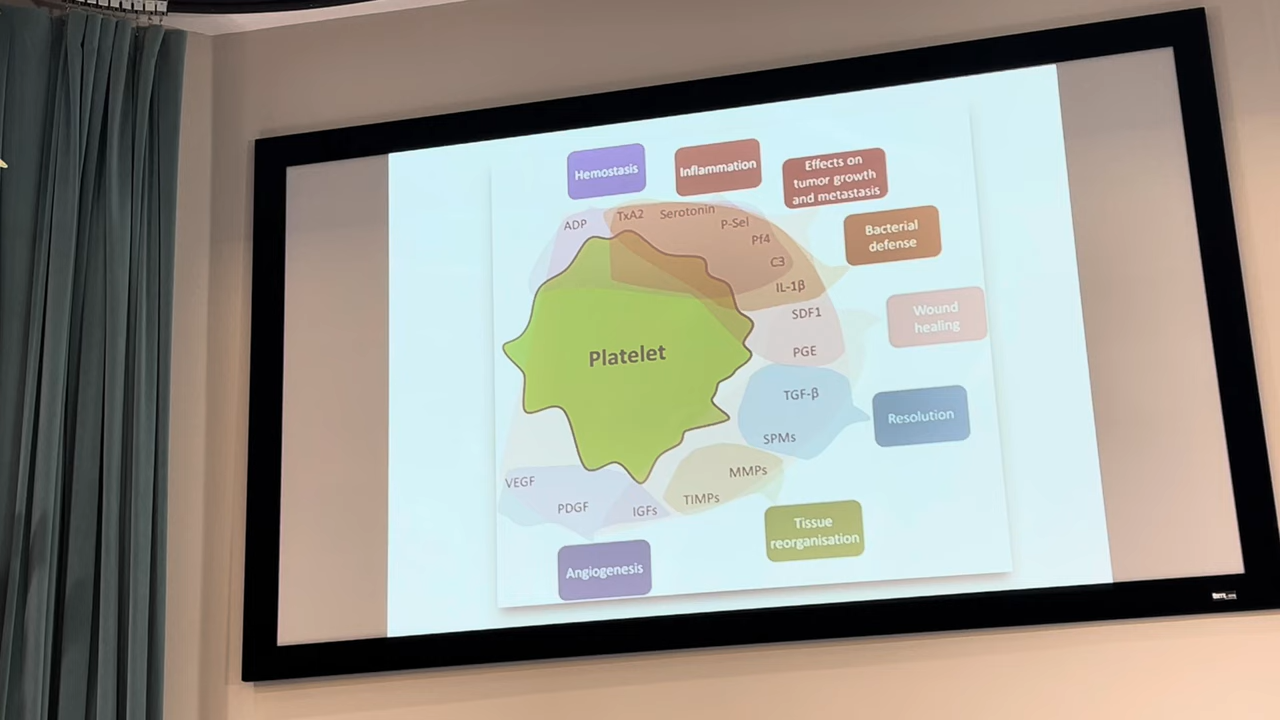 Hemostasis
Inflammation
Effects on
tumor growth
and metastasis
Bacterial
defense
Wound
healing
Resolution
Tissue
reorganisation
Angiogenesis
Platelet
ADP
TxA2
Serotonin
P-Sel
Pf4
C3
IL-1β
SDF1
PGE
TGF-β
SPMs
MMPs
TIMPs
IGFs
PDGF
VEGF